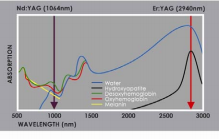 Nd:YAG (1064nm) Er:YAG (2940nm)
ABSORPTION
Water
Hydroxyapatite
Desoxyhemoglobin
Oxyhemoglobin
Melanin
500 1000 1500 2000 2500 3000
WAVELENGTH (nm)